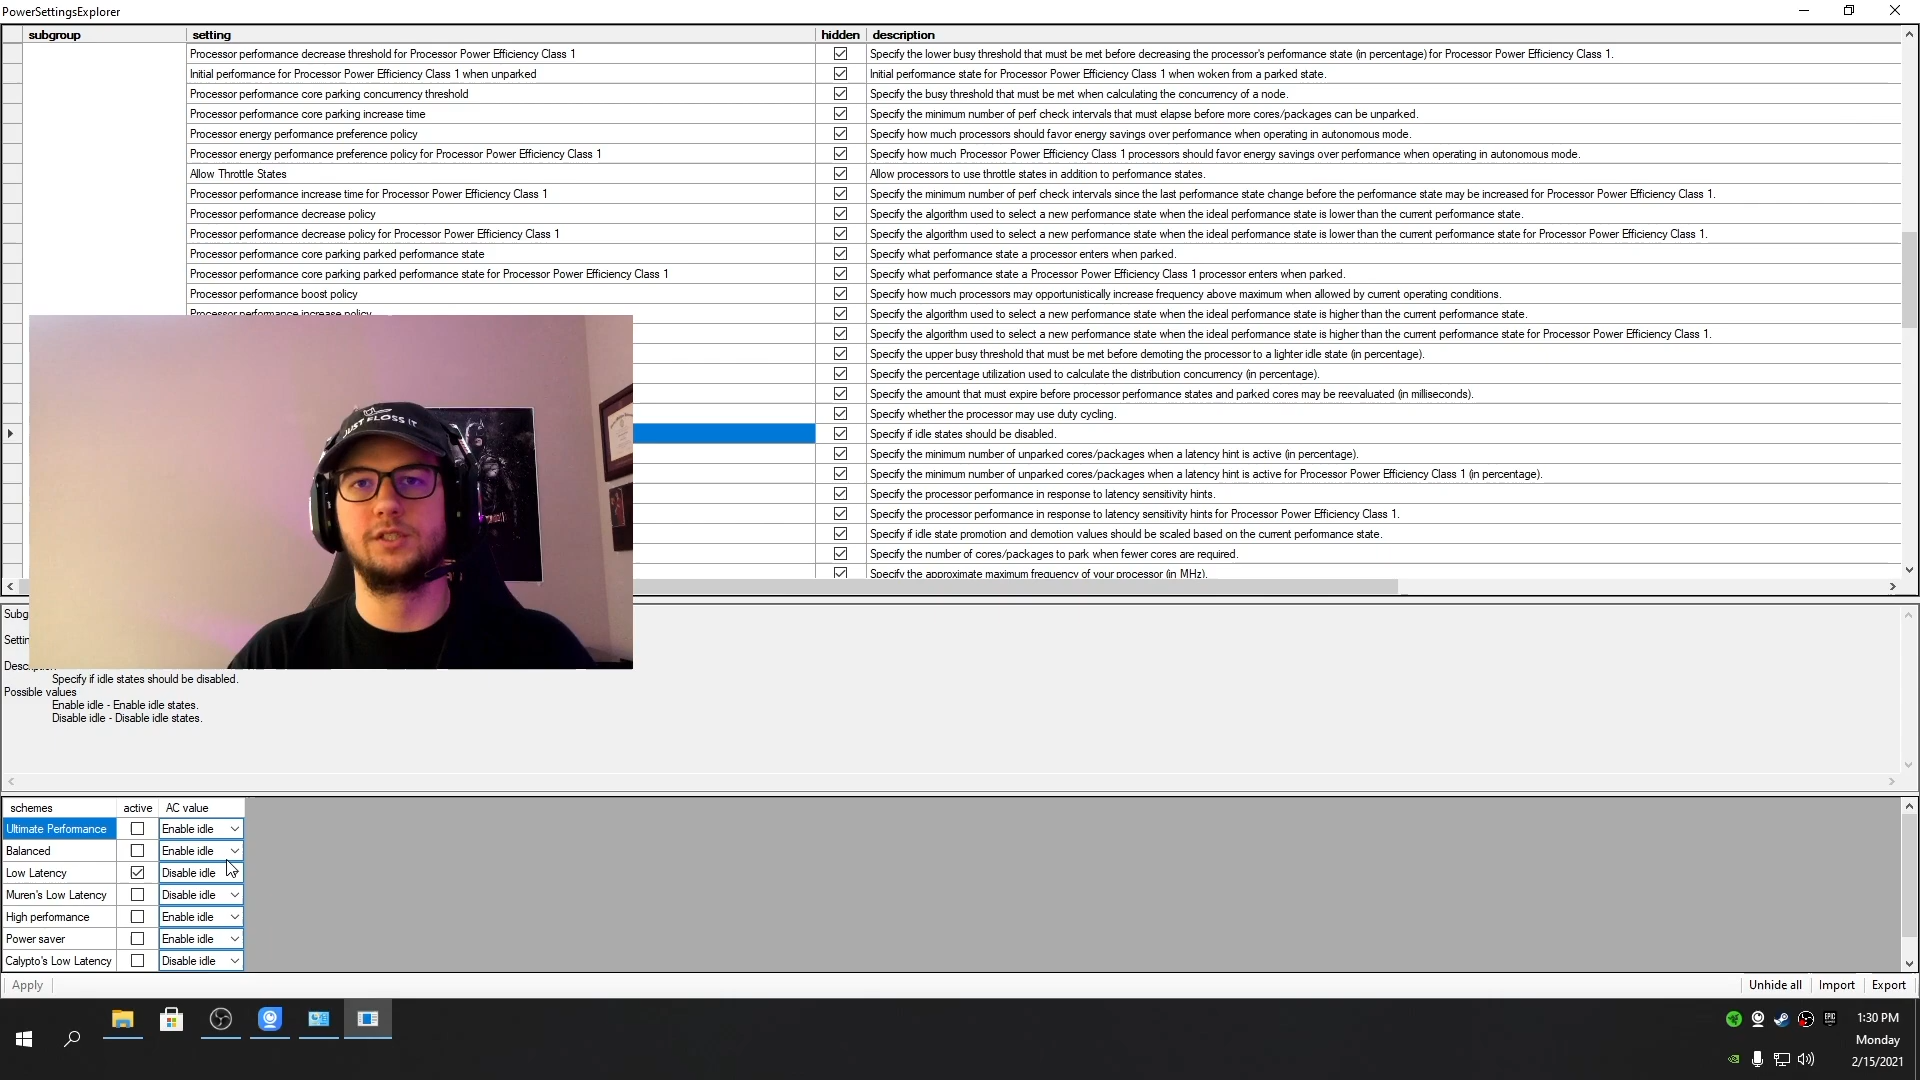 PowerSettingsExplorer
subgroup setting hidden description
Processor performance decrease threshold for Processor Power Efficiency Class 1 Specify the lower busy threshold that must be met before decreasing the processor's performance state (in percentage) for Processor Power Efficiency Class 1.
Initial performance for Processor Power Efficiency Class 1 when unparked Initial performance state for Processor Power Efficiency Class 1 when woken from a parked state.
Processor performance core parking concurrency threshold Specify the busy threshold that must be met when calculating the concurrency of a node.
Processor performance core parking increase time Specify the minimum number of perf check intervals that must elapse before more cores/packages can be unparked.
Processor energy performance preference policy Specify how much processors should favor energy savings over performance when operating in autonomous mode.
Processor energy performance preference policy for Processor Power Efficiency Class 1 Specify how much Processor Power Efficiency Class 1 processors should favor energy savings over performance when operating in autonomous mode.
Allow Throttle States Allow processors to use throttle states in addition to performance states.
Processor performance increase time for Processor Power Efficiency Class 1 Specify the minimum number of perf check intervals since the last performance state change before the performance state may be increased for Processor Power Efficiency Class 1.
Processor performance decrease policy Specify the algorithm used to select a new performance state when the ideal performance state is lower than the current performance state.
Processor performance decrease policy for Processor Power Efficiency Class 1 Specify the algorithm used to select a new performance state when the ideal performance state is lower than the current performance state for Processor Power Efficiency Class 1.
Processor performance core parking parked performance state Specify what performance state a processor enters when parked.
Processor performance core parking parked performance state for Processor Power Efficiency Class 1 Specify what performance state a Processor Power Efficiency Class 1 processor enters when parked.
Processor performance boost policy Specify how much processors may opportunistically increase frequency above maximum when allowed by current operating conditions.
Processor performance increase policy Specify the algorithm used to select a new performance state when the ideal performance state is higher than the current performance state.
Specify the algorithm used to select a new performance state when the ideal performance state is higher than the current performance state for Processor Power Efficiency Class 1.
Specify the upper busy threshold that must be met before demoting the processor to a lighter idle state (in percentage).
Specify the percentage utilization used to calculate the distribution concurrency (in percentage).
Specify the amount that must expire before processor performance states and parked cores may be reevaluated (in milliseconds).
Specify whether the processor may use duty cycling.
Specify if idle states should be disabled.
Specify the minimum number of unparked cores/packages when a latency hint is active (in percentage).
Specify the minimum number of unparked cores/packages when a latency hint is active for Processor Power Efficiency Class 1 (in percentage).
Specify the processor performance in response to latency sensitivity hints.
Specify the processor performance in response to latency sensitivity hints for Processor Power Efficiency Class 1.
Specify if idle state promotion and demotion values should be scaled based on the current performance state.
Specify the number of cores/packages to park when fewer cores are required.
Specify the approximate maximum frequency of your processor (in MHz).
JUST FLOSS IT
Subg
Settin
Specify if idle states should be disabled.
Possible values
Enable idle - Enable idle states.
Disable idle - Disable idle states.
schemes active AC value
Ultimate Performance Enable idle
Balanced Enable idle
Low Latency Disable idle
Muren's Low Latency Disable idle
High performance Enable idle
Power saver Enable idle
Calypto's Low Latency Disable idle
Apply Unhide all Import Export
EPIC
1:30 PM
Monday
2/15/2021